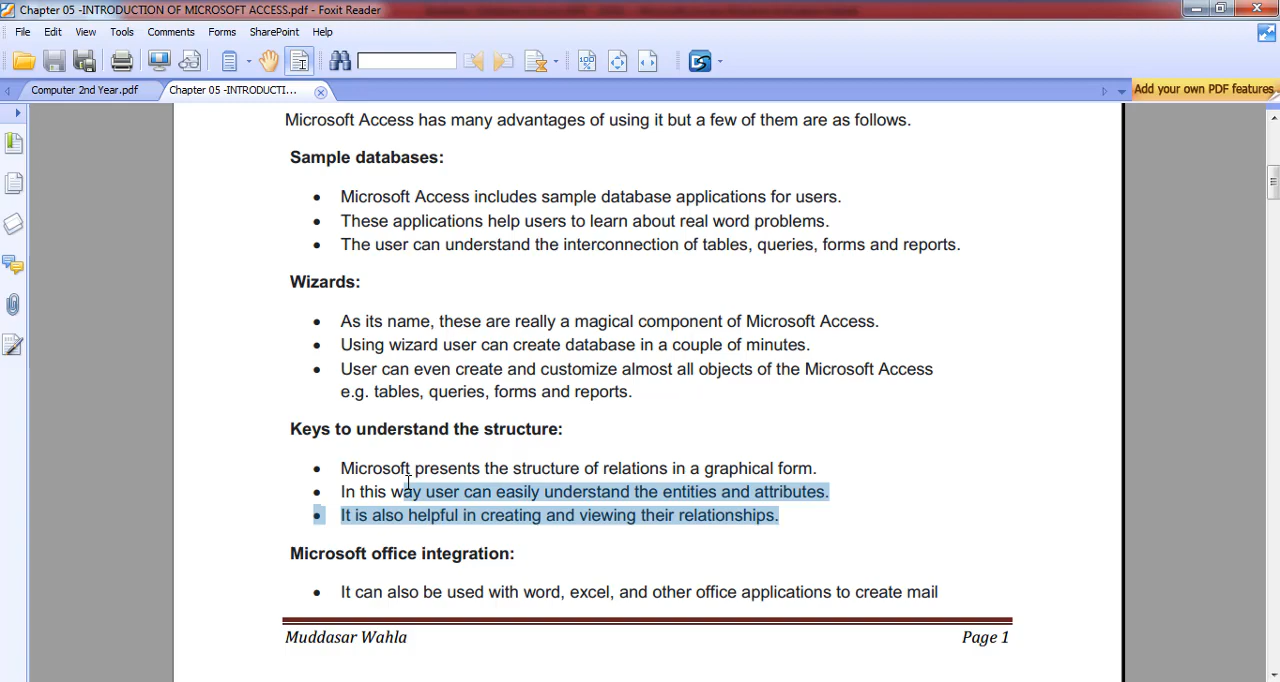 Chapter 05 -INTRODUCTION OF MICROSOFT ACCESS.pdf - Foxit Reader
File Edit View Tools Comments Forms SharePoint Help
Computer 2nd Year.pdf Chapter 05 -INTRODUCTI... Add your own PDF features
Microsoft Access has many advantages of using it but a few of them are as follows.
Sample databases:
• Microsoft Access includes sample database applications for users.
• These applications help users to learn about real word problems.
• The user can understand the interconnection of tables, queries, forms and reports.
Wizards:
• As its name, these are really a magical component of Microsoft Access.
• Using wizard user can create database in a couple of minutes.
• User can even create and customize almost all objects of the Microsoft Access
e.g. tables, queries, forms and reports.
Keys to understand the structure:
• Microsoft presents the structure of relations in a graphical form.
• In this way user can easily understand the entities and attributes.
• It is also helpful in creating and viewing their relationships.
Microsoft office integration:
• It can also be used with word, excel, and other office applications to create mail
Muddasar Wahla Page 1